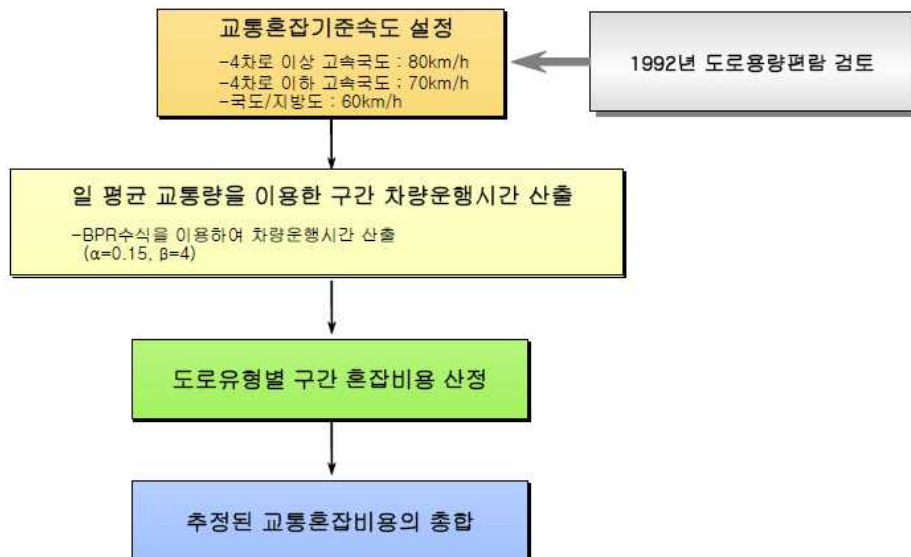 교통혼잡기준속도 설정
-4차로 이상 고속국도 : 80km/h
-4차로 이하 고속국도 ; 70km/h
-국도/지방도 : 60km/h
1992년 도로용량편람 검토
일 평균 교통량을 이용한 구간 차량운행시간 산출
-BPR수식을 이용하여 차량운행시간 산출
(α=0.15, β=4)
도로유형별 구간 혼잡비용 산정
추정된 교통혼잡비용의 총합